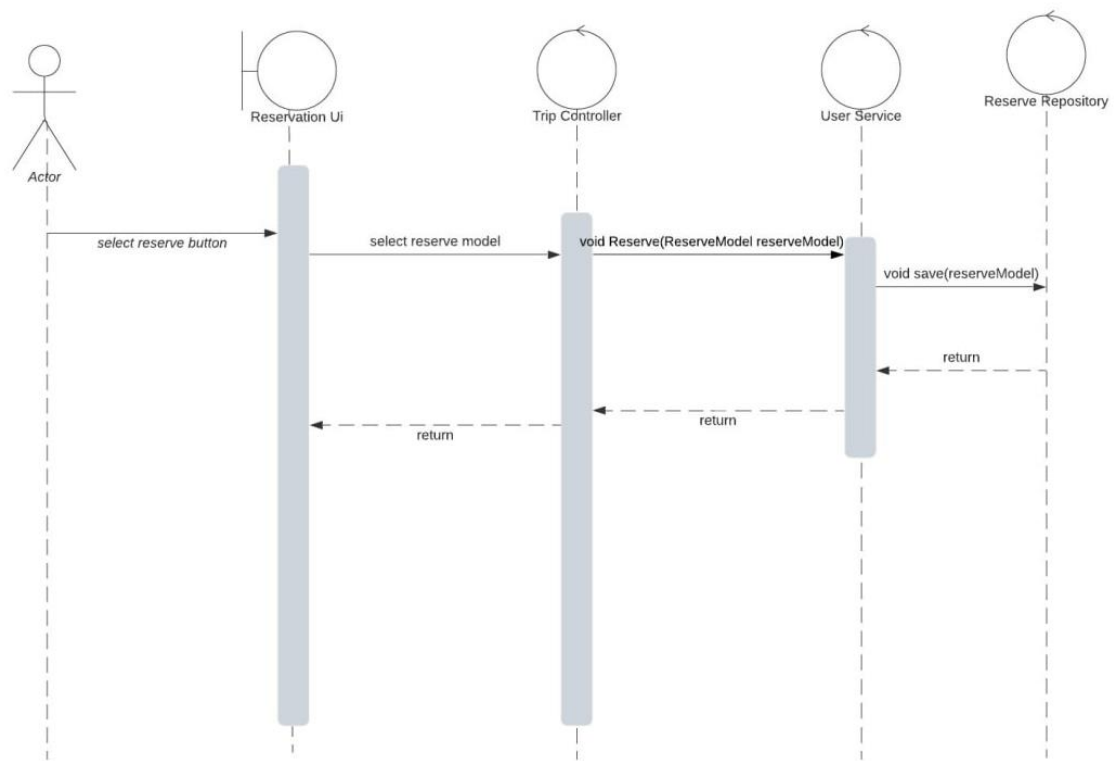 Reservation Ui
Trip Controller
User Service
Reserve Repository
Actor
select reserve button
select reserve model
void Reserve(ReserveModel reserveModel)
void save(reserveModel)
return
return
return